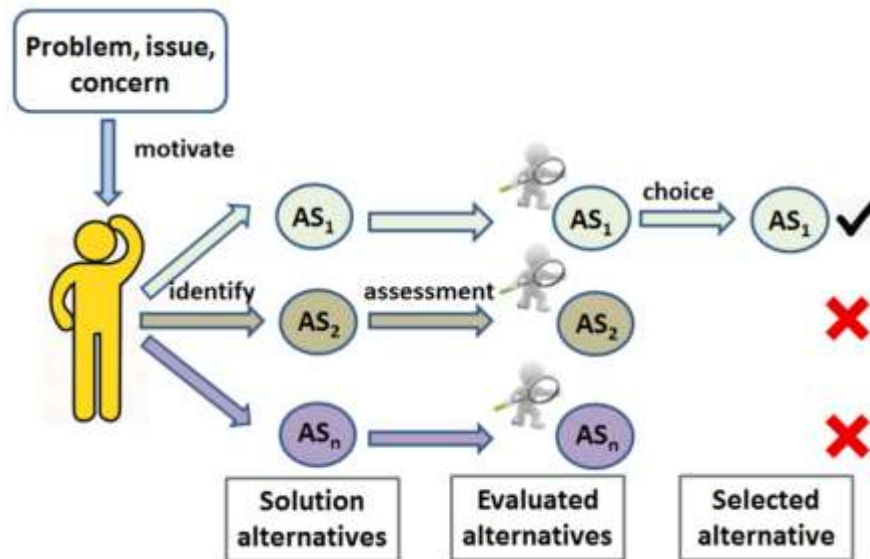 Problem, issue,
concern
motivate
AS₁
AS₁
choice
AS₁
identify
AS₂
assessment
AS₂
ASₙ
ASₙ
Solution
alternatives
Evaluated
alternatives
Selected
alternative